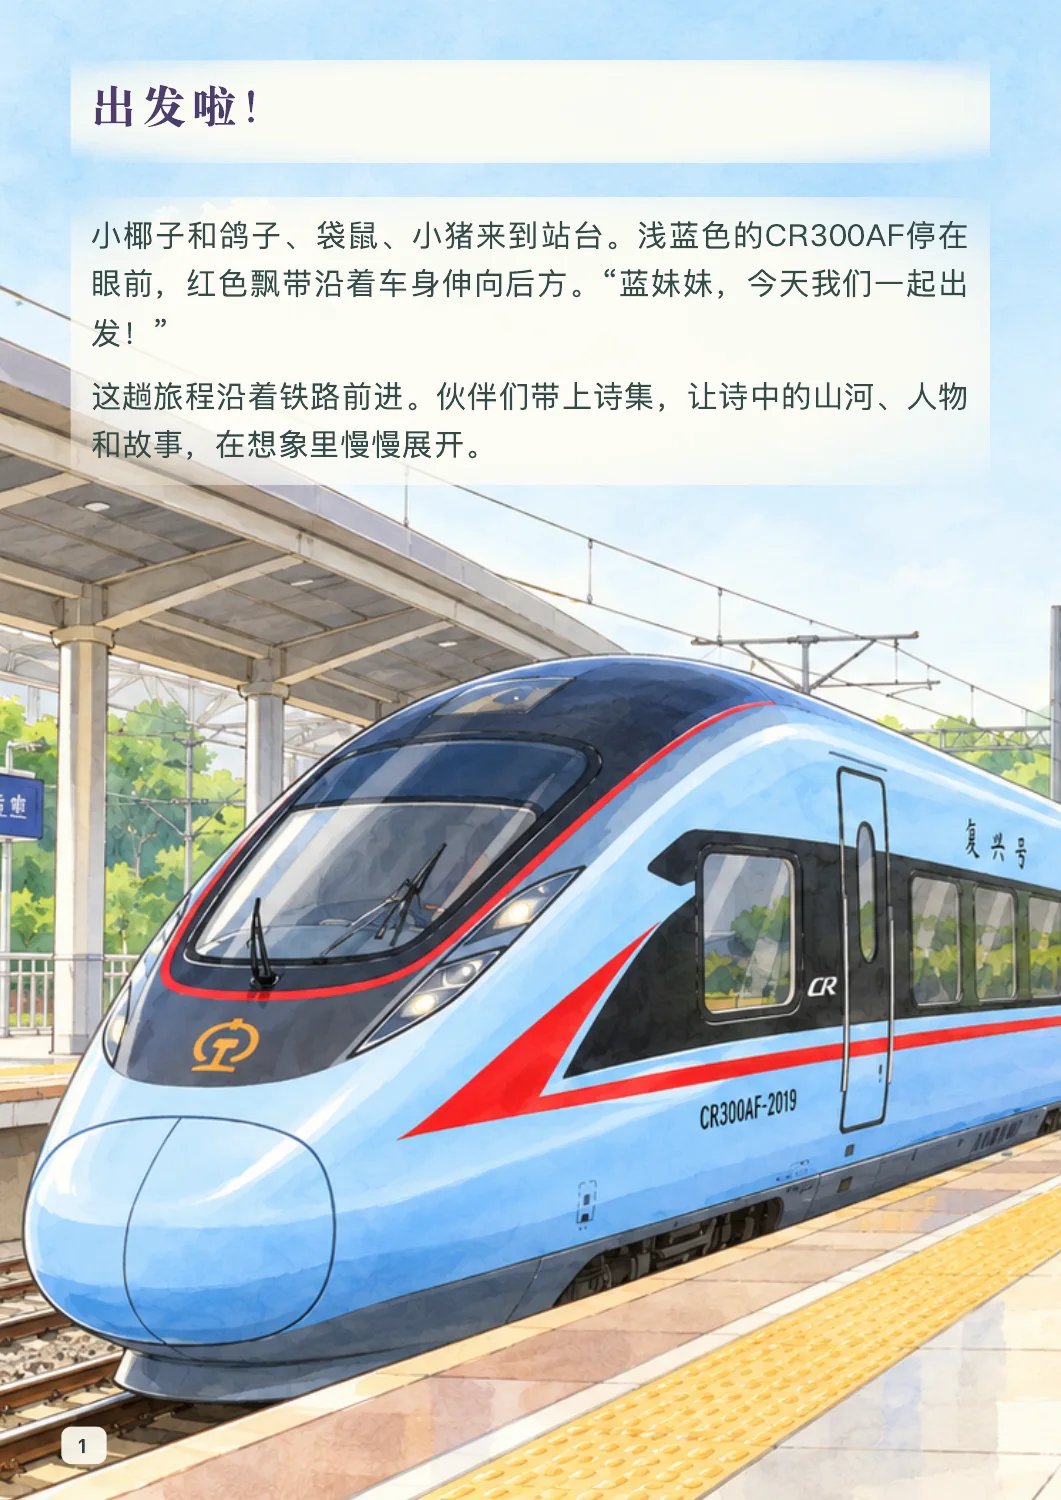 出发啦！
小椰子和鸽子、袋鼠、小猪来到站台。浅蓝色的CR300AF停在
眼前，红色飘带沿着车身伸向后方。“蓝妹妹，今天我们一起出
发！”
这趟旅程沿着铁路前进。伙伴们带上诗集，让诗中的山河、人物
和故事，在想象里慢慢展开。
复兴号
CR
CR300AF-2019
1